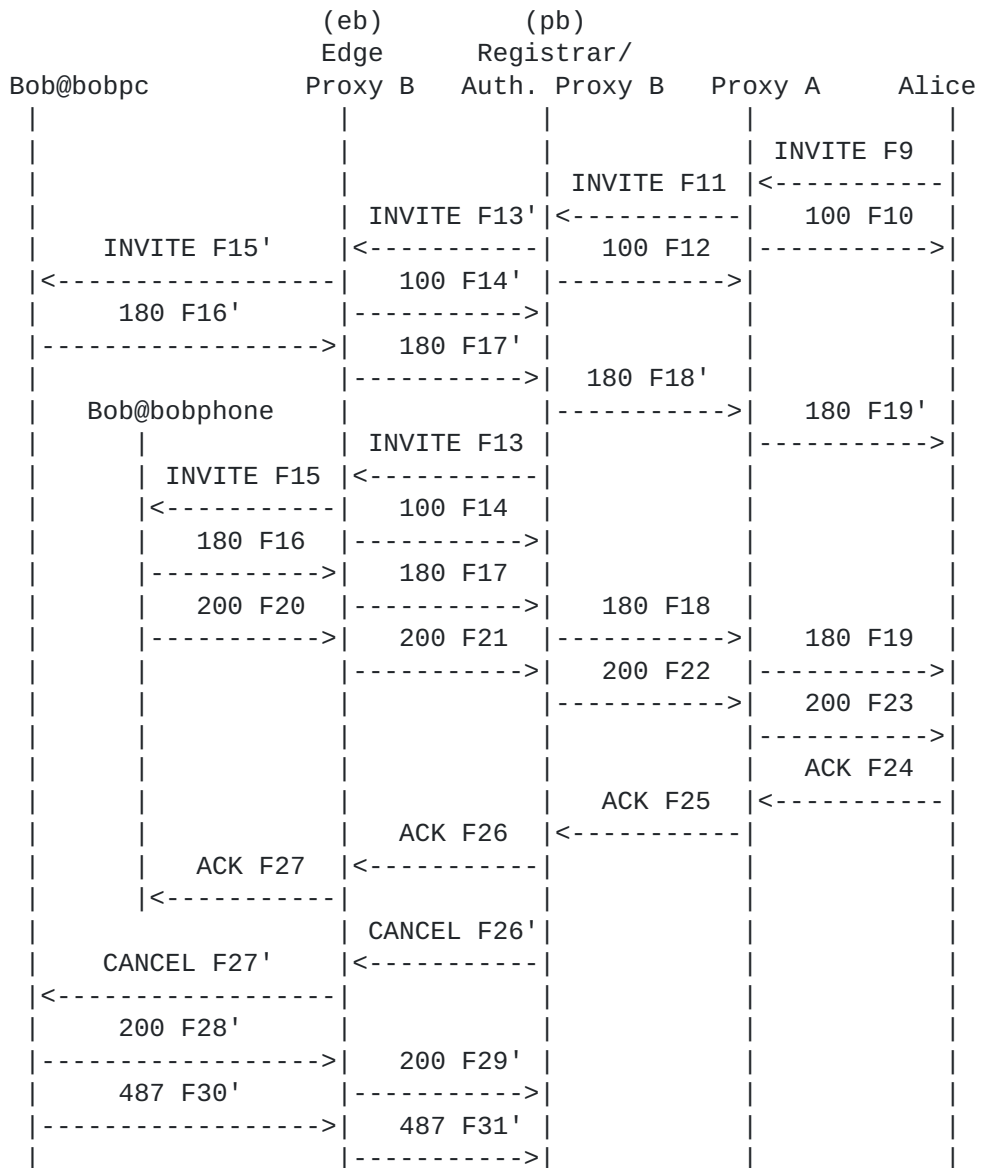 (eb) (pb)
Edge Registrar/
Bob@bobpc Proxy B Auth. Proxy B Proxy A Alice
INVITE F9
INVITE F11
INVITE F13' 100 F10
INVITE F15' 100 F12
100 F14'
180 F16'
180 F17'
180 F18'
Bob@bobphone 180 F19'
INVITE F13
INVITE F15
100 F14
180 F16
180 F17
200 F20 180 F18
200 F21 180 F19
200 F22
200 F23
ACK F24
ACK F25
ACK F26
ACK F27
CANCEL F26'
CANCEL F27'
200 F28'
200 F29'
487 F30'
487 F31'